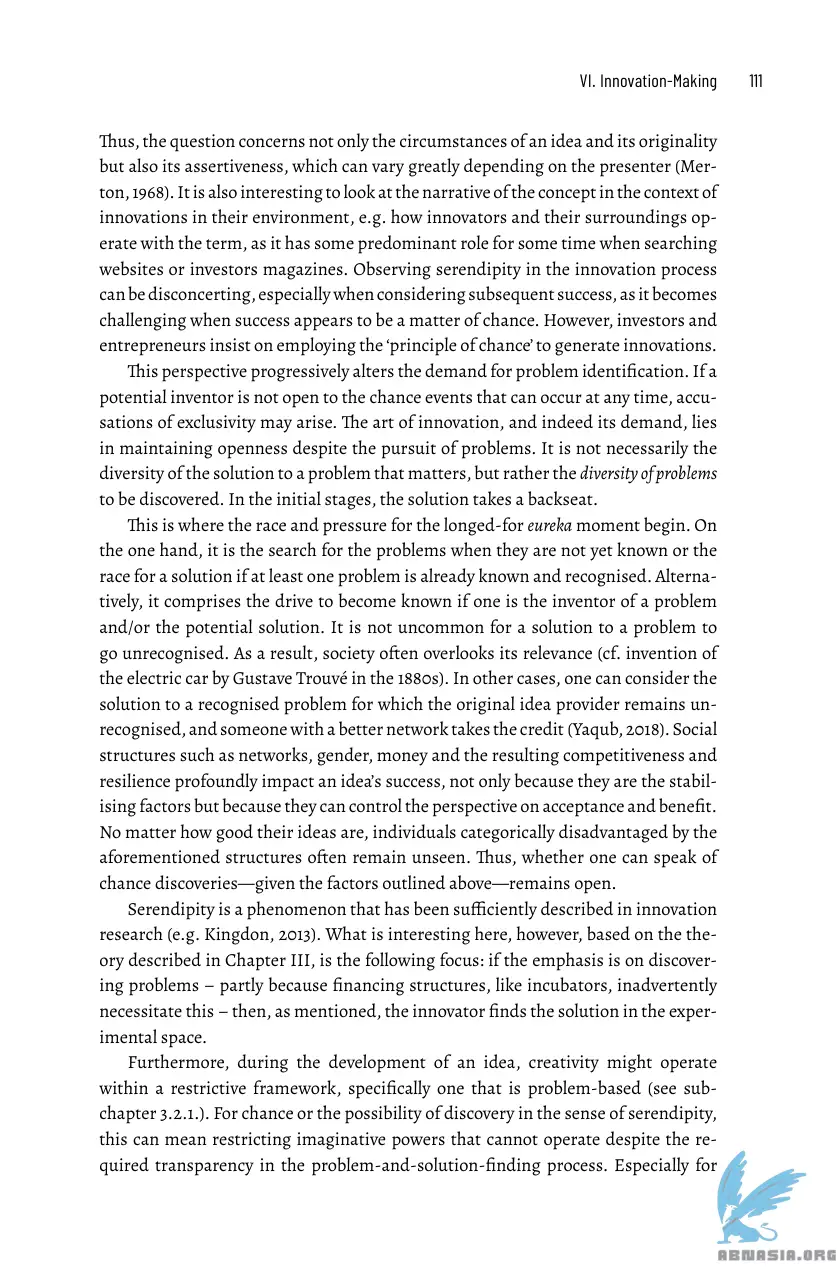 VI. Innovation-Making 111
Thus, the question concerns not only the circumstances of an idea and its originality
but also its assertiveness, which can vary greatly depending on the presenter (Mer-
ton, 1968). It is also interesting to look at the narrative of the concept in the context of
innovations in their environment, e.g. how innovators and their surroundings op-
erate with the term, as it has some predominant role for some time when searching
websites or investors magazines. Observing serendipity in the innovation process
can be disconcerting, especially when considering subsequent success, as it becomes
challenging when success appears to be a matter of chance. However, investors and
entrepreneurs insist on employing the ‘principle of chance’ to generate innovations.
This perspective progressively alters the demand for problem identification. If a
potential inventor is not open to the chance events that can occur at any time, accu-
sations of exclusivity may arise. The art of innovation, and indeed its demand, lies
in maintaining openness despite the pursuit of problems. It is not necessarily the
diversity of the solution to a problem that matters, but rather the diversity of problems
to be discovered. In the initial stages, the solution takes a backseat.
This is where the race and pressure for the longed-for eureka moment begin. On
the one hand, it is the search for the problems when they are not yet known or the
race for a solution if at least one problem is already known and recognised. Alterna-
tively, it comprises the drive to become known if one is the inventor of a problem
and/or the potential solution. It is not uncommon for a solution to a problem to
go unrecognised. As a result, society often overlooks its relevance (cf. invention of
the electric car by Gustave Trouvé in the 1880s). In other cases, one can consider the
solution to a recognised problem for which the original idea provider remains un-
recognised, and someone with a better network takes the credit (Yaqub, 2018). Social
structures such as networks, gender, money and the resulting competitiveness and
resilience profoundly impact an idea’s success, not only because they are the stabil-
ising factors but because they can control the perspective on acceptance and benefit.
No matter how good their ideas are, individuals categorically disadvantaged by the
aforementioned structures often remain unseen. Thus, whether one can speak of
chance discoveries—given the factors outlined above—remains open.
Serendipity is a phenomenon that has been sufficiently described in innovation
research (e.g. Kingdon, 2013). What is interesting here, however, based on the the-
ory described in Chapter III, is the following focus: if the emphasis is on discover-
ing problems – partly because financing structures, like incubators, inadvertently
necessitate this – then, as mentioned, the innovator finds the solution in the exper-
imental space.
Furthermore, during the development of an idea, creativity might operate
within a restrictive framework, specifically one that is problem-based (see sub-
chapter 3.2.1.). For chance or the possibility of discovery in the sense of serendipity,
this can mean restricting imaginative powers that cannot operate despite the re-
quired transparency in the problem-and-solution-finding process. Especially for
ABNASIA.ORG